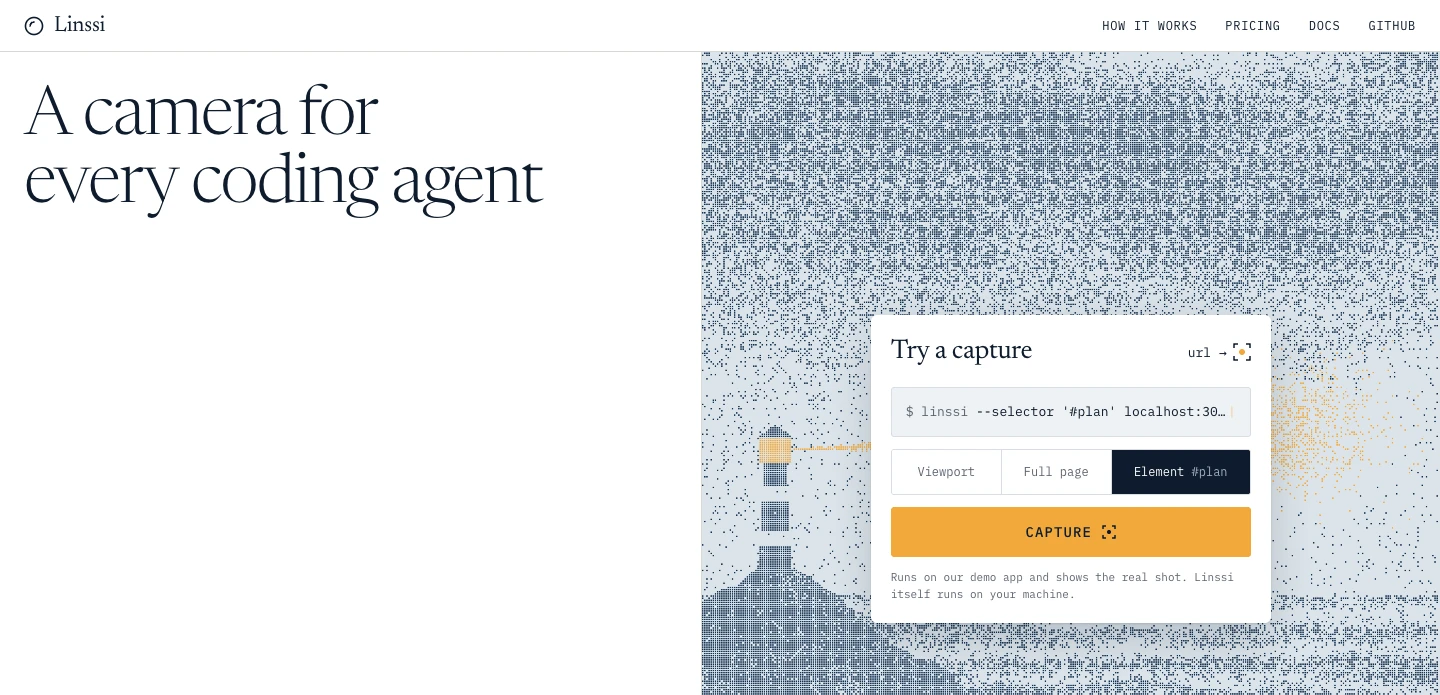 Linssi
HOW IT WORKS
PRICING
DOCS
GITHUB
A camera for
every coding agent
Try a capture
url →
$ linssi --selector '#plan' localhost:30…
Viewport
Full page
Element #plan
CAPTURE
Runs on our demo app and shows the real shot. Linssi
itself runs on your machine.